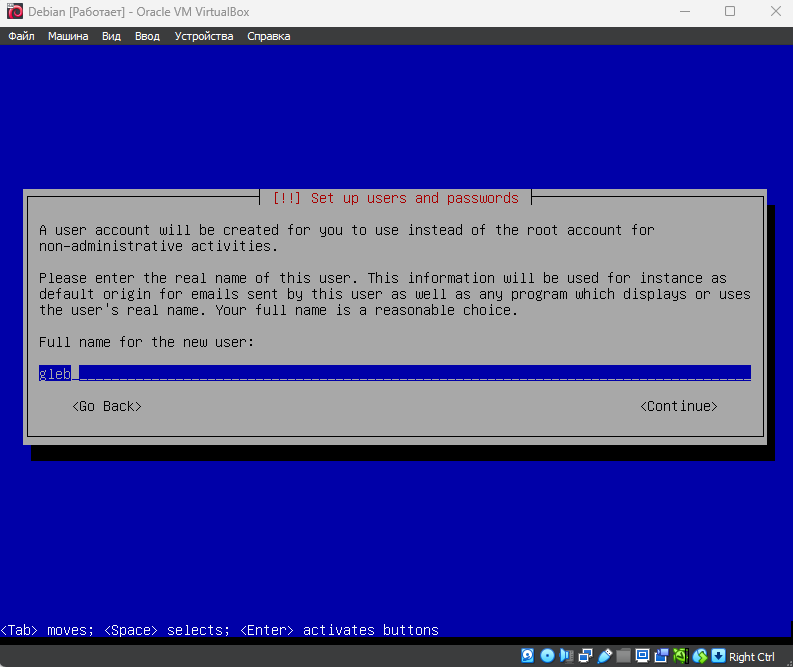 Debian [Работает] - Oracle VM VirtualBox
Файл Машина Вид Ввод Устройства Справка
[!!] Set up users and passwords
A user account will be created for you to use instead of the root account for
non-administrative activities.
Please enter the real name of this user. This information will be used for instance as
default origin for emails sent by this user as well as any program which displays or uses
the user's real name. Your full name is a reasonable choice.
Full name for the new user:
gleb
<Go Back> <Continue>
<Tab> moves; <Space> selects; <Enter> activates buttons
Right Ctrl